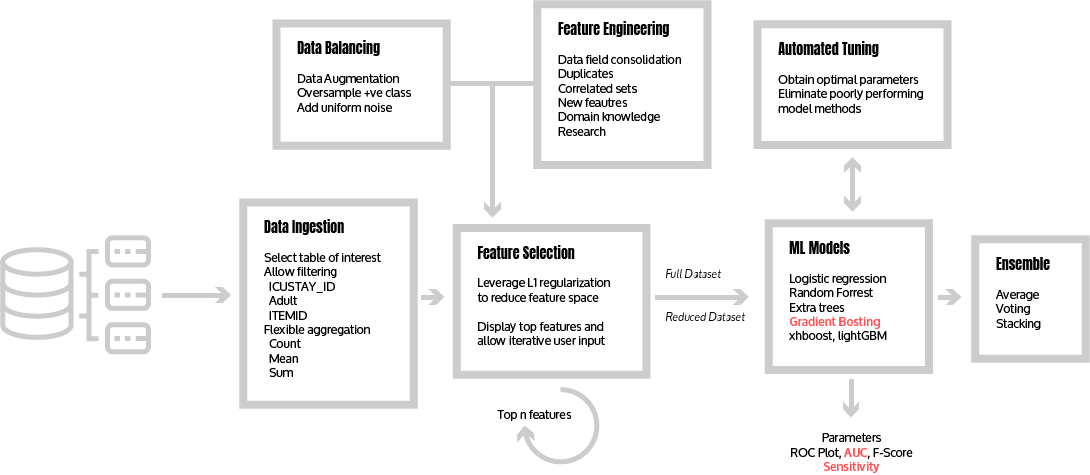 Data Balancing
Data Augmentation
Oversample +ve class
Add uniform noise
Feature Engineering
Data field consolidation
Duplicates
Correlated sets
New feautres
Domain knowledge
Research
Automated Tuning
Obtain optimal parameters
Eliminate poorly performing
model methods
Data Ingestion
Select table of interest
Allow filtering
ICUSTAY_ID
Adult
ITEMID
Flexible aggregation
Count
Mean
Sum
Feature Selection
Leverage L1 regularization
to reduce feature space
Display top features and
allow iterative user input
Top n features
Full Dataset
Reduced Dataset
ML Models
Logistic regression
Random Forrest
Extra trees
Gradient Bosting
xhboost, lightGBM
Parameters
ROC Plot, AUC, F-Score
Sensitivity
Ensemble
Average
Voting
Stacking